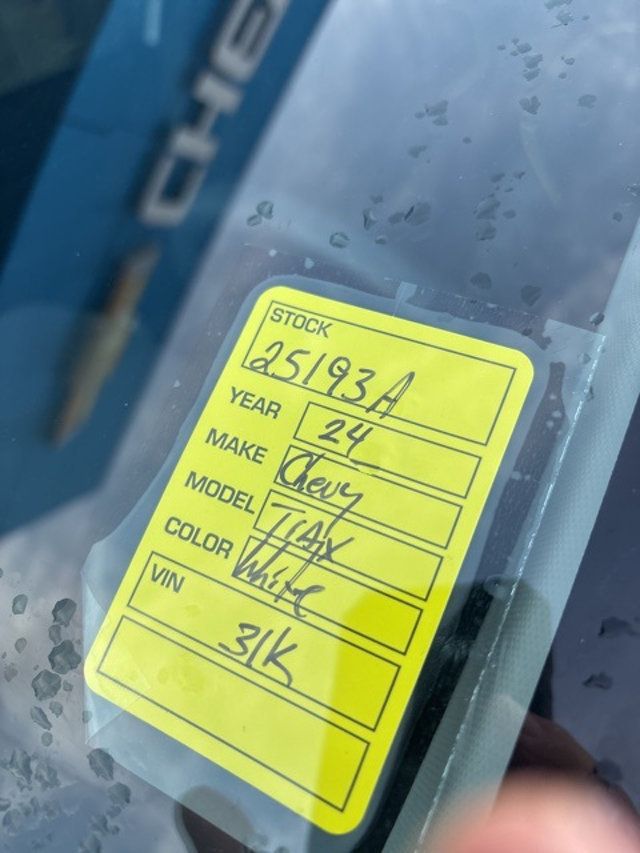 CHE
STOCK 25193A
YEAR 24
MAKE Chevy
MODEL TRAX
COLOR White
VIN
31K